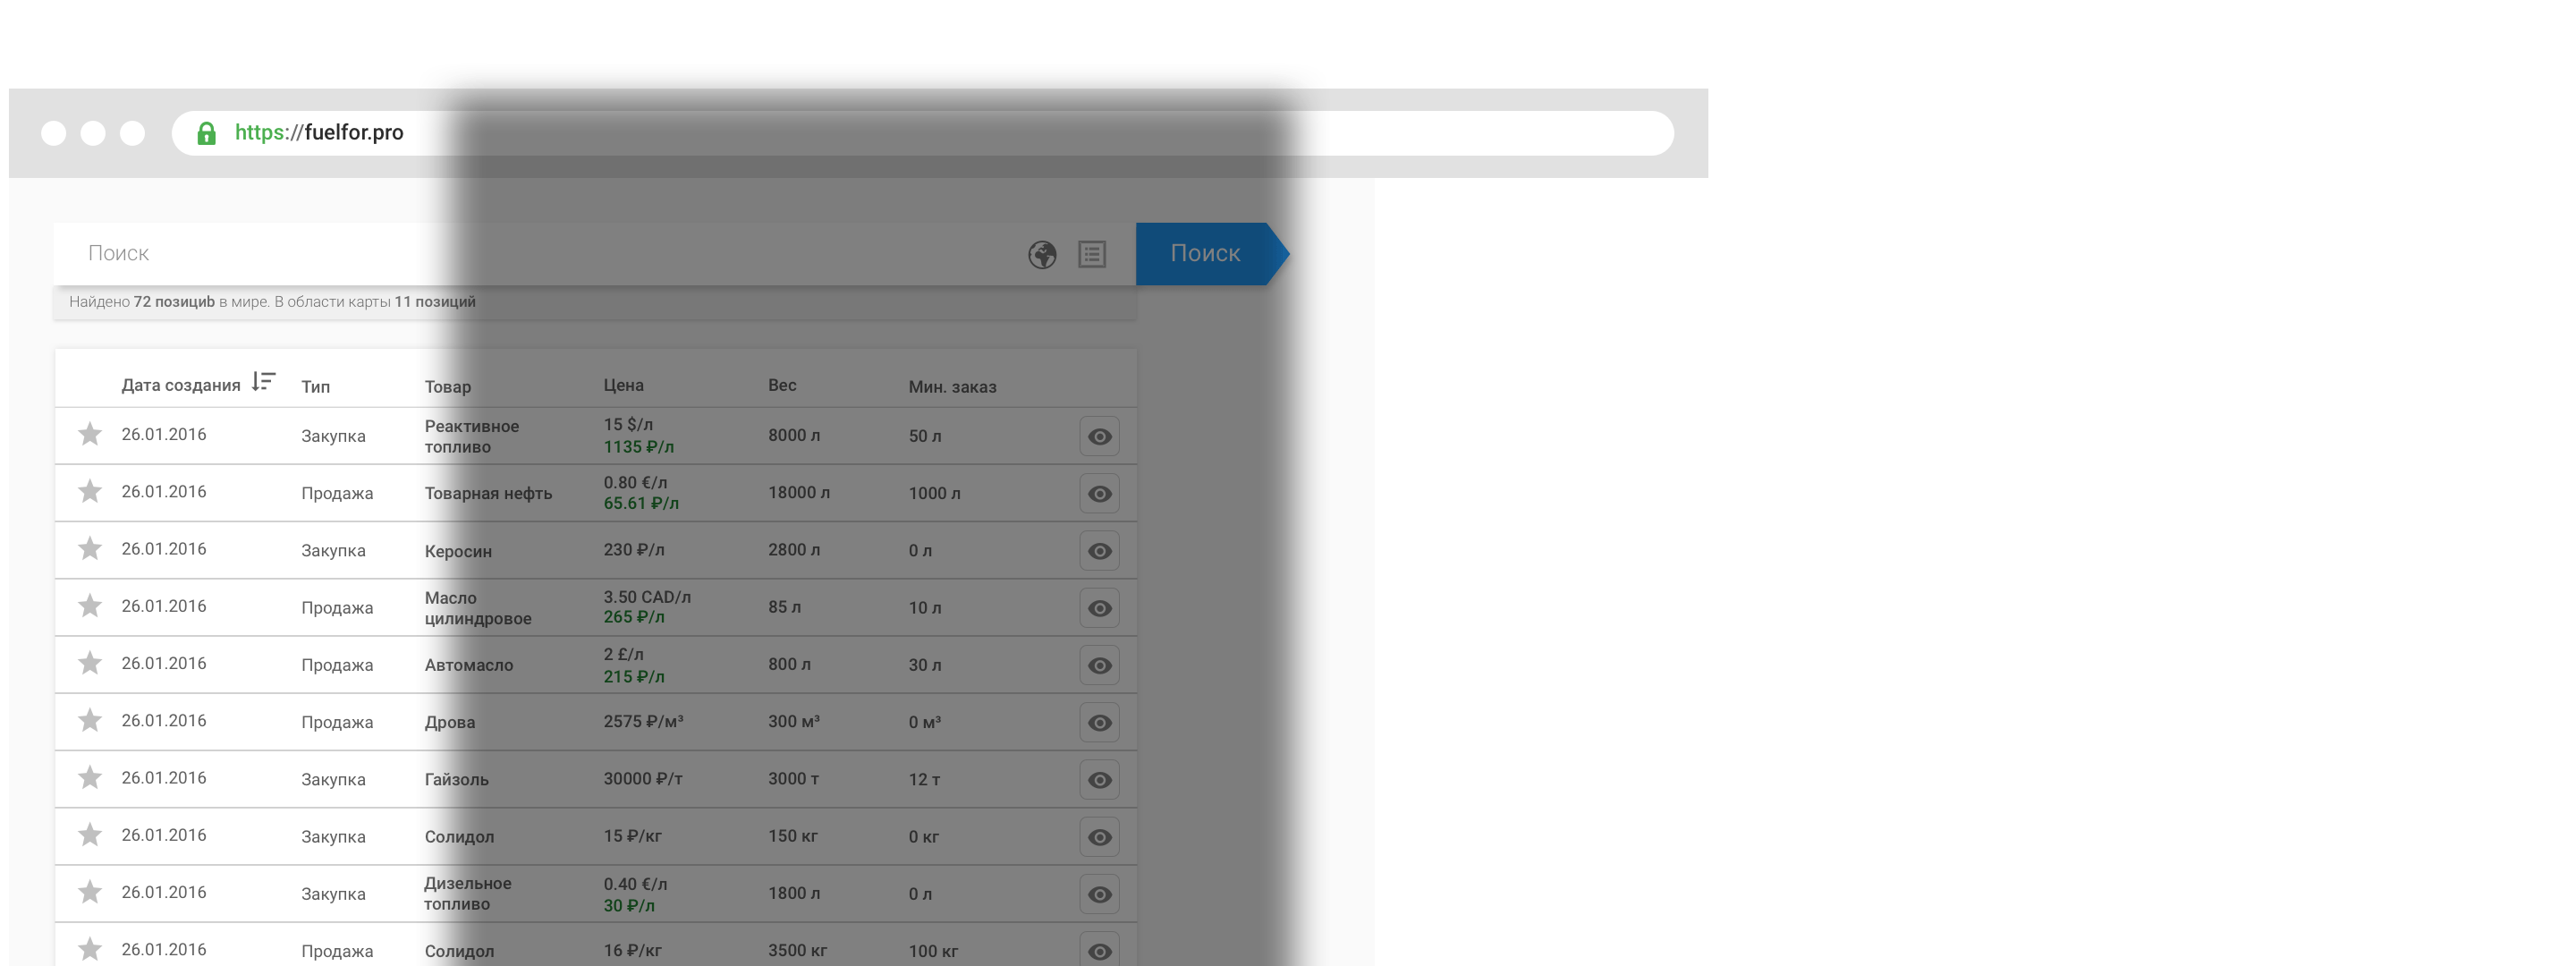 https://fuelfor.pro
Поиск
Поиск
Найдено 72 позициb в мире. В области карты 11 позиций
Дата создания Тип Товар Цена Вес Мин. заказ
26.01.2016 Закупка Реактивное топливо 15 $/л 1135 ₽/л 8000 л 50 л
26.01.2016 Продажа Товарная нефть 0.80 €/л 65.61 ₽/л 18000 л 1000 л
26.01.2016 Закупка Керосин 230 ₽/л 2800 л 0 л
26.01.2016 Продажа Масло цилиндровое 3.50 CAD/л 265 ₽/л 85 л 10 л
26.01.2016 Продажа Автомасло 2 £/л 215 ₽/л 800 л 30 л
26.01.2016 Продажа Дрова 2575 ₽/м³ 300 м³ 0 м³
26.01.2016 Закупка Гайзоль 30000 ₽/т 3000 т 12 т
26.01.2016 Закупка Солидол 15 ₽/кг 150 кг 0 кг
26.01.2016 Закупка Дизельное топливо 0.40 €/л 30 ₽/л 1800 л 0 л
26.01.2016 Продажа Солидол 16 ₽/кг 3500 кг 100 кг